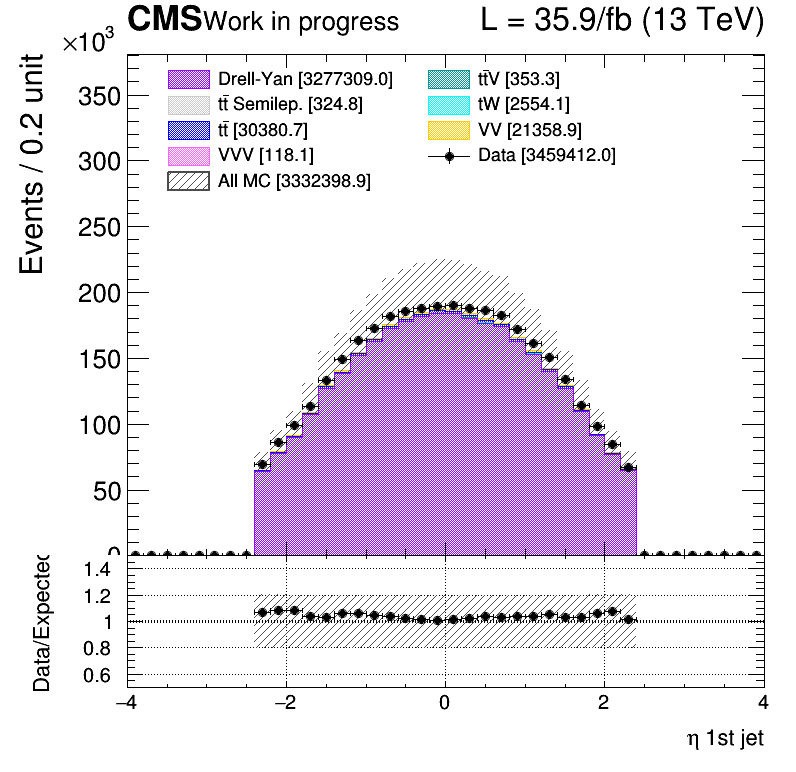 CMS Work in progress L = 35.9/fb (13 TeV)
×10³
Drell-Yan [3277309.0] tt̄V [353.3]
tt̄ Semilep. [324.8] tW [2554.1]
tt̄ [30380.7] VV [21358.9]
VVV [118.1] Data [3459412.0]
All MC [3332398.9]
Events / 0.2 unit
350
300
250
200
150
100
50
0
Data/Expected
1.4
1.2
1
0.8
0.6
−4 −2 0 2 4
η 1st jet